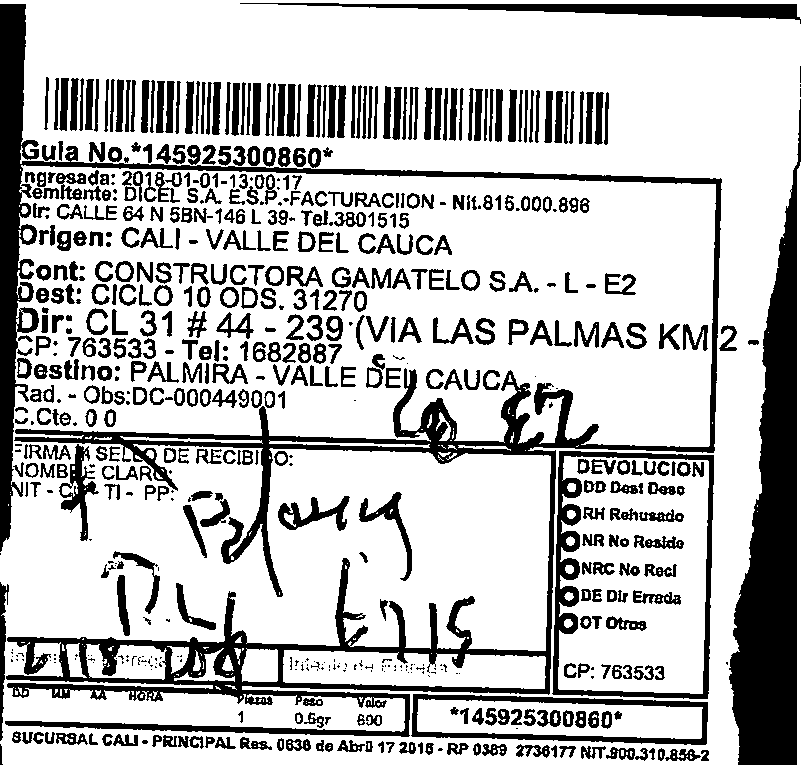 Guia No.*145925300860*
Ingresada: 2018-01-01-13:00:17
Remitente: DICEL S.A. E.S.P.-FACTURACIION - Nit.815.000.896
Dir: CALLE 64 N 5BN-146 L 39- Tel.3801515
Origen: CALI - VALLE DEL CAUCA
Cont: CONSTRUCTORA GAMATELO S.A. - L - E2
Dest: CICLO 10 ODS. 31270
Dir: CL 31 # 44 - 239 (VIA LAS PALMAS KM 2 -
CP: 763533 - Tel: 1682887
Destino: PALMIRA - VALLE DEL CAUCA
Rad. - Obs:DC-000449001
C.Cte. 0 0
E2
FIRMA Y SELLO DE RECIBIDO:
NOMBRE CLARO:
NIT - CC - TI - PP:
DEVOLUCION
DD Dest Desc
RH Rehusado
NR No Reside
NRC No Recl
DE Dir Errada
OT Otros
CP: 763533
Intento de Entrega
DD MM AA HORA
Piezas Peso Valor
1 0.5gr 600
*145925300860*
SUCURSAL CALI - PRINCIPAL Res. 0636 de Abril 17 2015 - RP 0389 2736177 NIT.900.310.856-2